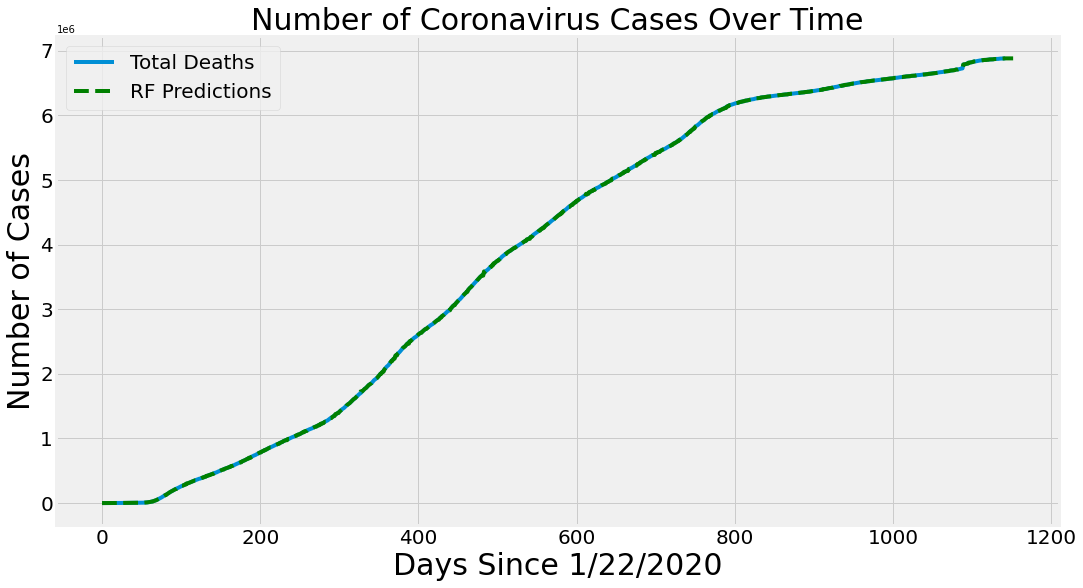 Number of Coronavirus Cases Over Time
1e6
7
6
5
4
3
2
1
0
Total Deaths
RF Predictions
Number of Cases
0 200 400 600 800 1000 1200
Days Since 1/22/2020